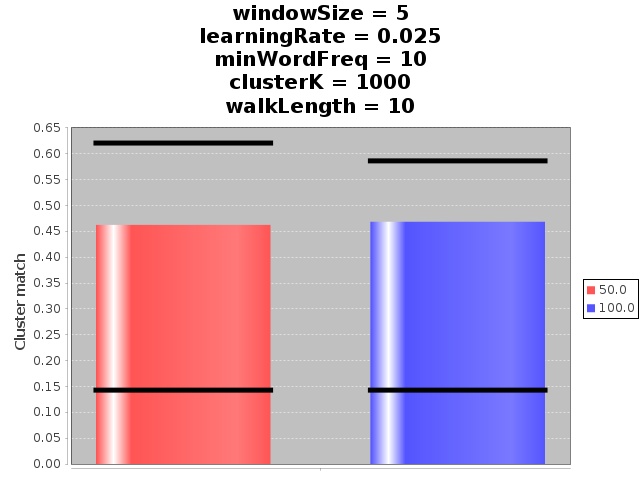 windowSize = 5
learningRate = 0.025
minWordFreq = 10
clusterK = 1000
walkLength = 10
Cluster match
0.65
0.60
0.55
0.50
0.45
0.40
0.35
0.30
0.25
0.20
0.15
0.10
0.05
0.00
50.0
100.0